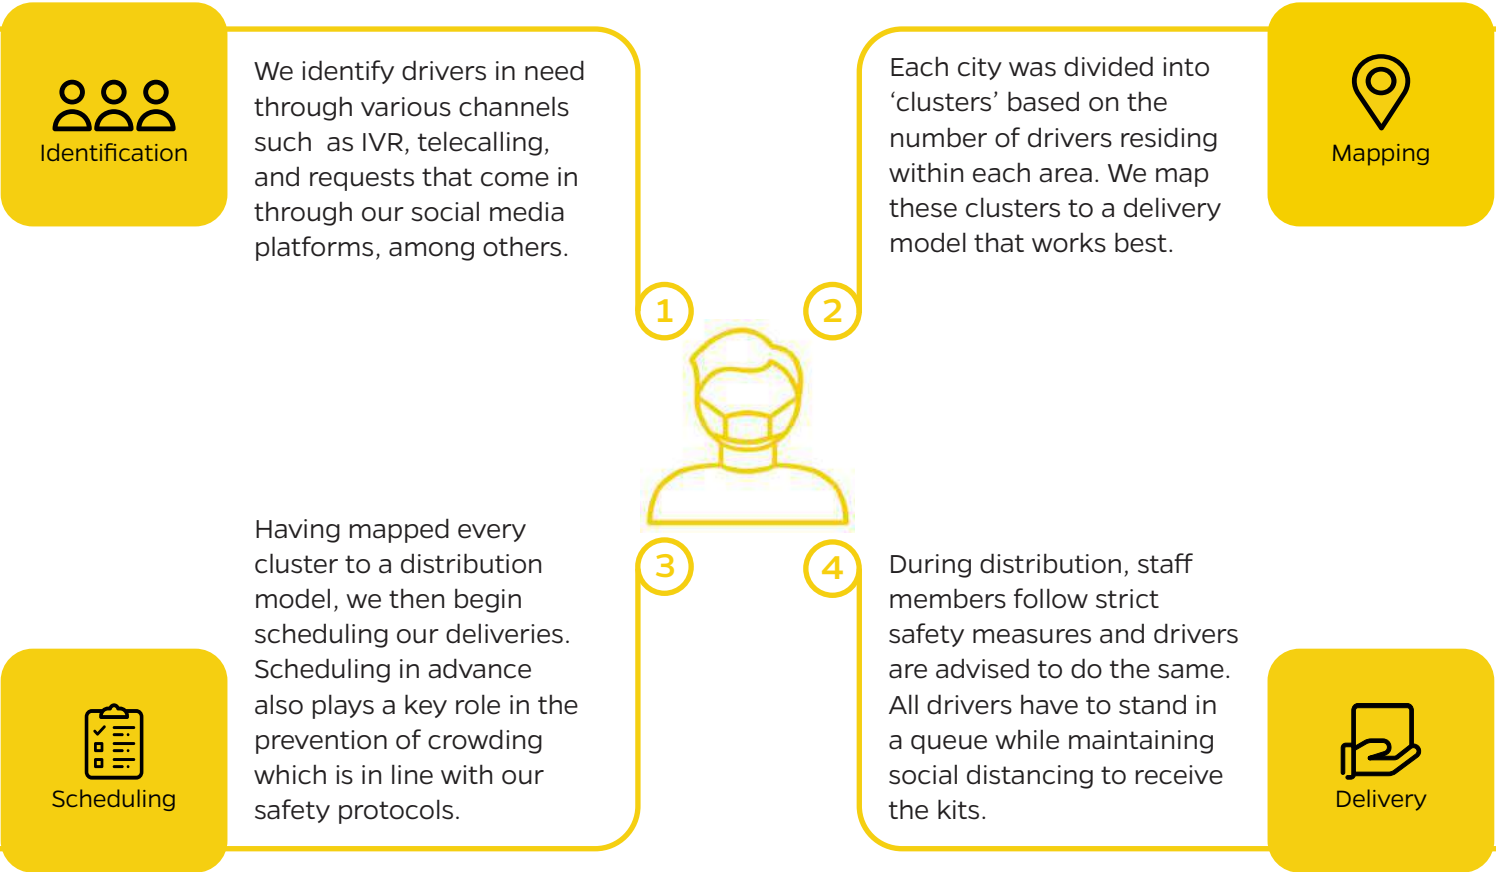 Identification
We identify drivers in need
through various channels
such  as IVR, telecalling,
and requests that come in
through our social media
platforms, among others.
1
Each city was divided into
‘clusters’ based on the
number of drivers residing
within each area. We map
these clusters to a delivery
model that works best.
Mapping
2
Having mapped every
cluster to a distribution
model, we then begin
scheduling our deliveries.
Scheduling in advance
also plays a key role in the
prevention of crowding
which is in line with our
safety protocols.
Scheduling
3
4
During distribution, staff
members follow strict
safety measures and drivers
are advised to do the same.
All drivers have to stand in
a queue while maintaining
social distancing to receive
the kits.
Delivery